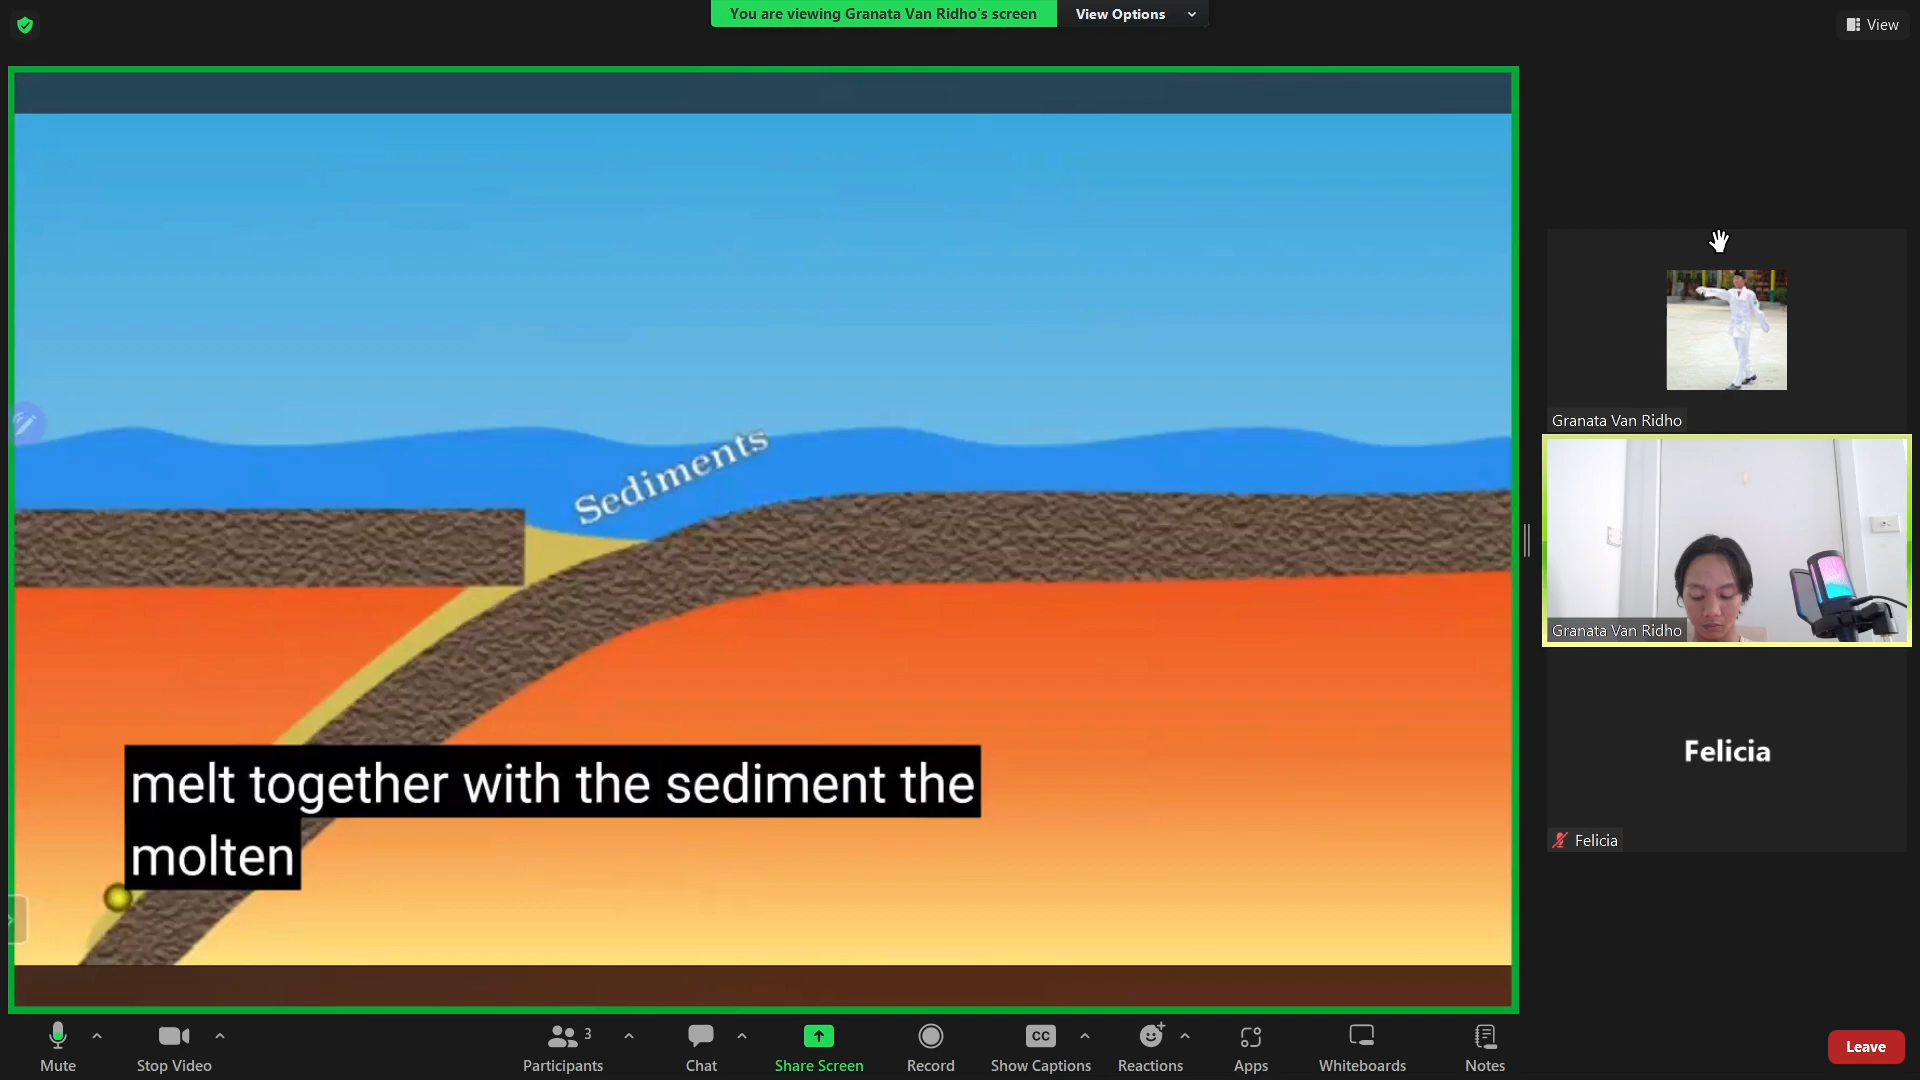 You are viewing Granata Van Ridho's screen
View Options
View
Sediments
melt together with the sediment the
molten
Granata Van Ridho
Granata Van Ridho
Felicia
Felicia
Mute
Stop Video
3
Participants
Chat
Share Screen
Record
CC
Show Captions
Reactions
Apps
Whiteboards
Notes
Leave